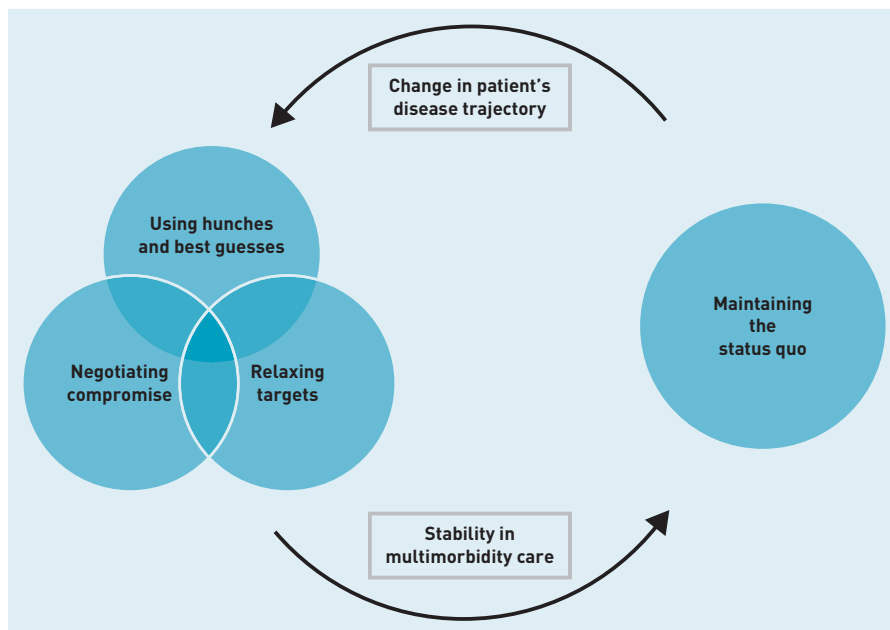 Change in patient's
disease trajectory
Using hunches
and best guesses
Negotiating
compromise
Relaxing
targets
Maintaining
the
status quo
Stability in
multimorbidity care